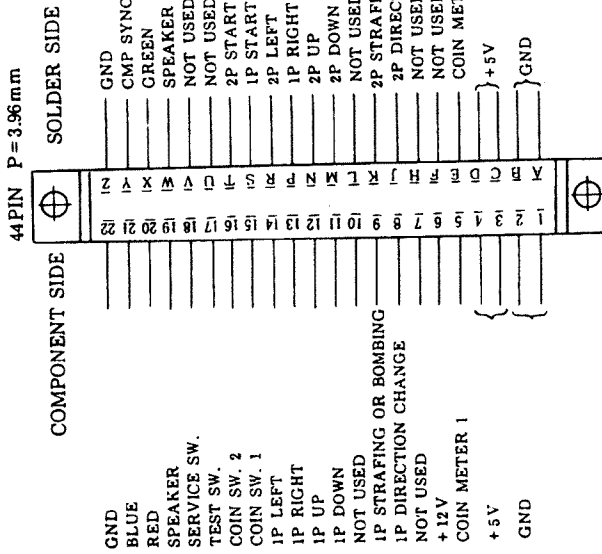 44PIN P=3.96mm
COMPONENT SIDE
SOLDER SIDE
GND
BLUE
RED
SPEAKER
SERVICE SW.
TEST SW.
COIN SW. 2
COIN SW. 1
1P LEFT
1P RIGHT
1P UP
1P DOWN
NOT USED
1P STRAFING OR BOMBING
1P DIRECTION CHANGE
NOT USED
+12V
COIN METER 1
+5V
GND
22 Z
21 Y
20 X
19 W
18 V
17 U
16 T
15 S
14 R
13 P
12 N
11 M
10 L
9 K
8 J
7 H
6 F
5 E
4 D
3 C
2 B
1 A
GND
CMP SYNC
GREEN
SPEAKER
NOT USED
NOT USED
2P START
1P START
2P LEFT
1P RIGHT
2P UP
2P DOWN
NOT USED
2P STRAFI
2P DIREC
NOT USED
NOT USED
COIN MET
+5V
GND